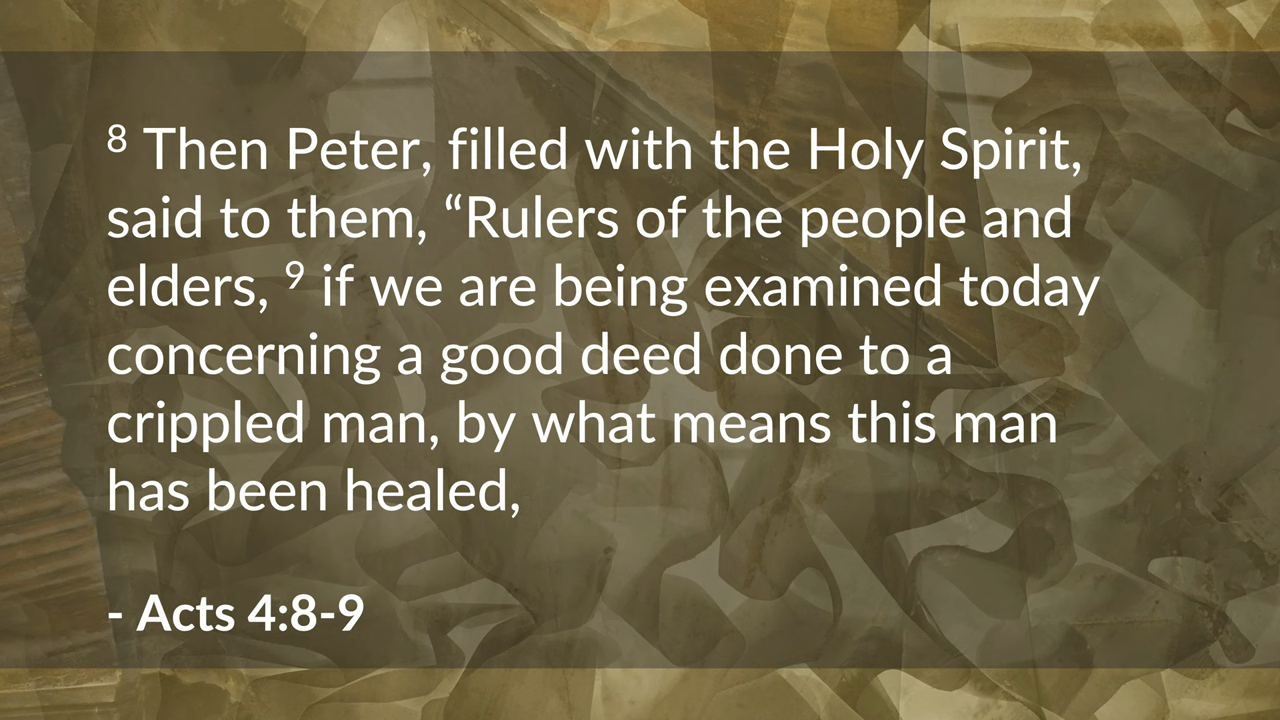 ⁸ Then Peter, filled with the Holy Spirit,
said to them, “Rulers of the people and
elders, ⁹ if we are being examined today
concerning a good deed done to a
crippled man, by what means this man
has been healed,
- Acts 4:8-9